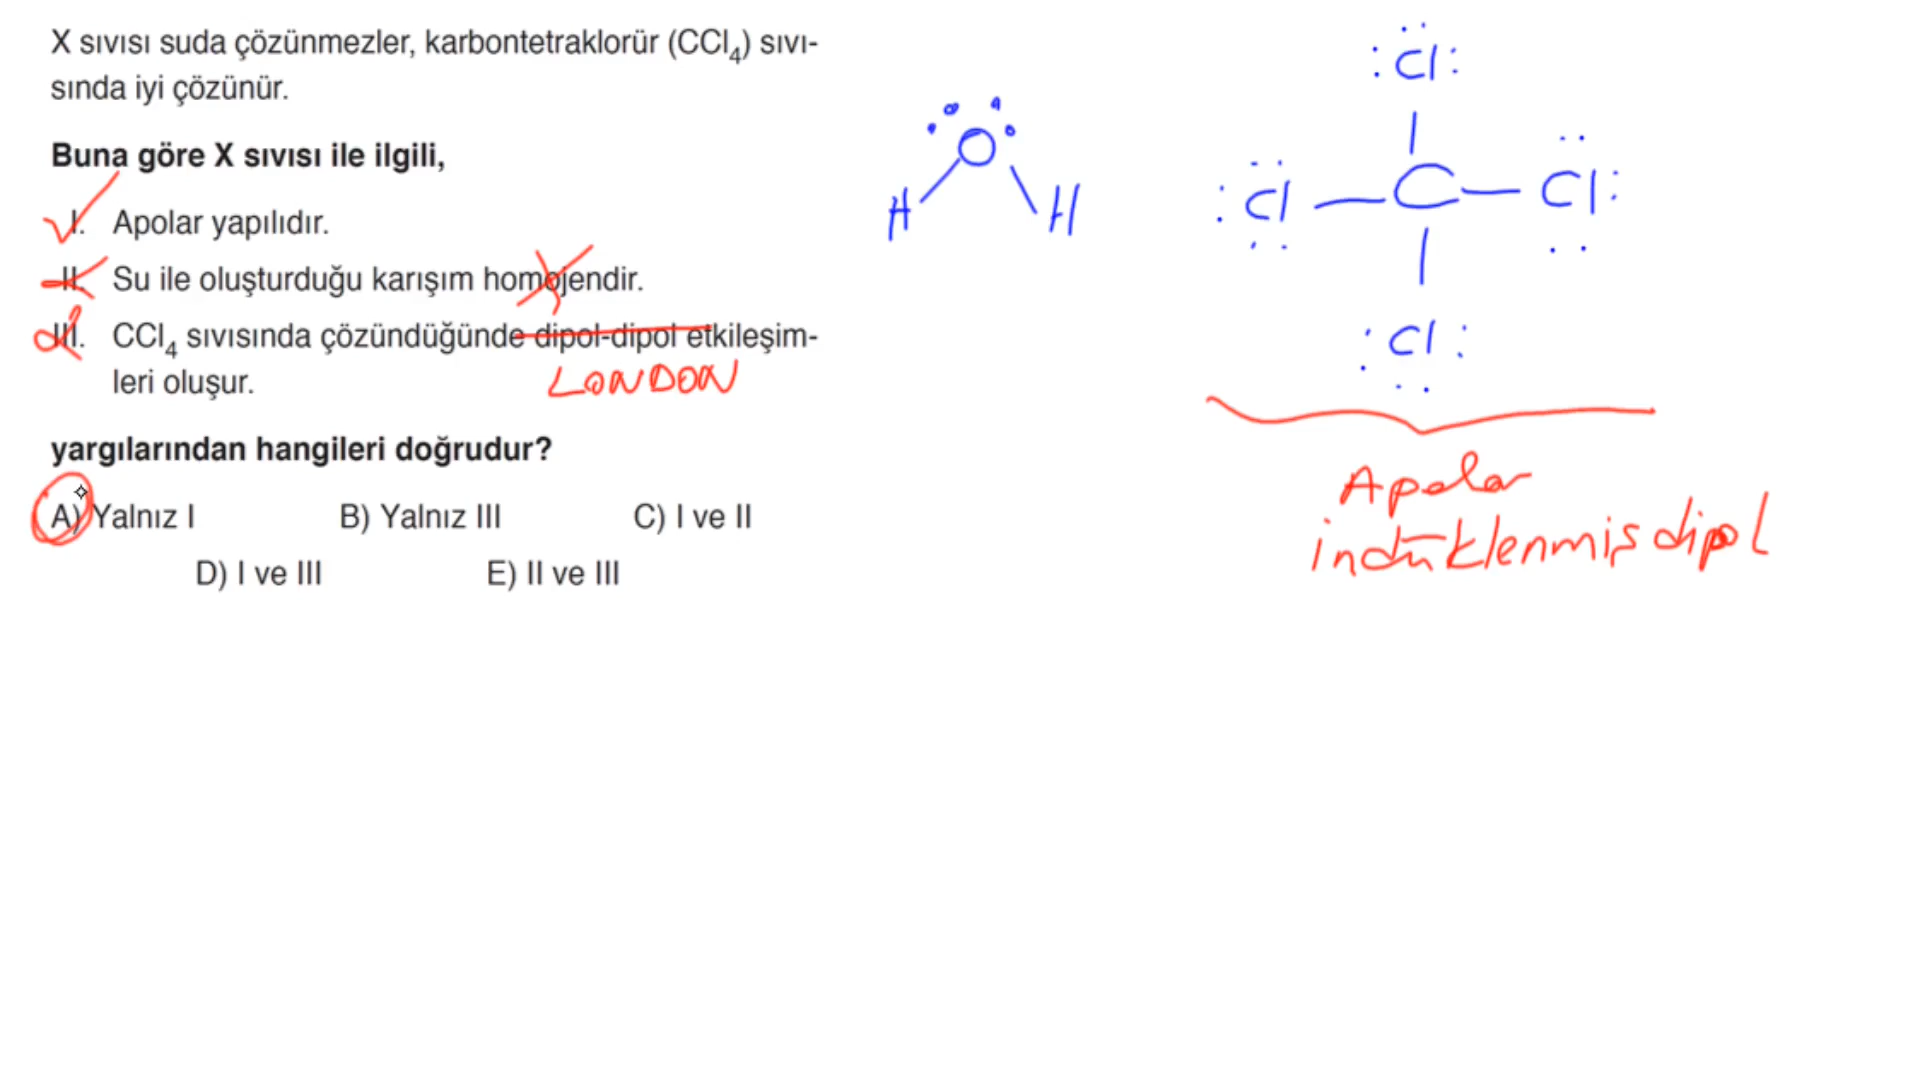 X sıvısı suda çözünmezler, karbontetraklorür (CCl₄) sıvı-
sında iyi çözünür.
Buna göre X sıvısı ile ilgili,
I. Apolar yapılıdır.
II. Su ile oluşturduğu karışım homojendir.
III. CCl₄ sıvısında çözündüğünde dipol-dipol etkileşim-
leri oluşur.
LONDON
yargılarından hangileri doğrudur?
A) Yalnız I B) Yalnız III C) I ve II
D) I ve III E) II ve III
O
H H
Cl
Cl C Cl
Cl
Apolar
indüklenmiş dipol